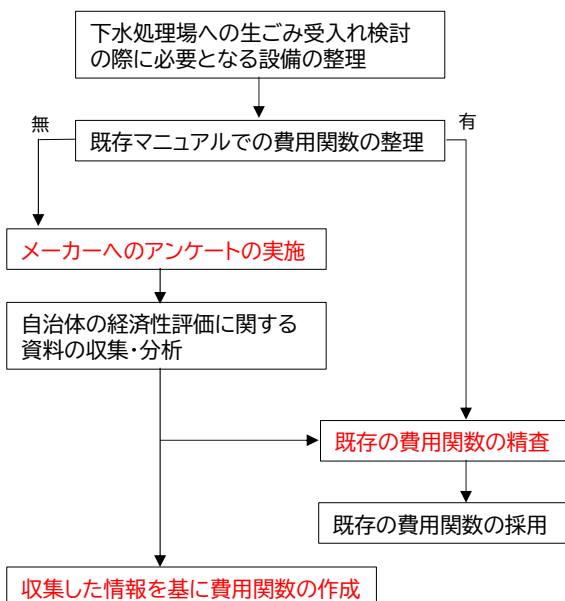 下水処理場への生ごみ受入れ検討
の際に必要となる設備の整理
無
有
既存マニュアルでの費用関数の整理
メーカーへのアンケートの実施
自治体の経済性評価に関する
資料の収集・分析
既存の費用関数の精査
既存の費用関数の採用
収集した情報を基に費用関数の作成